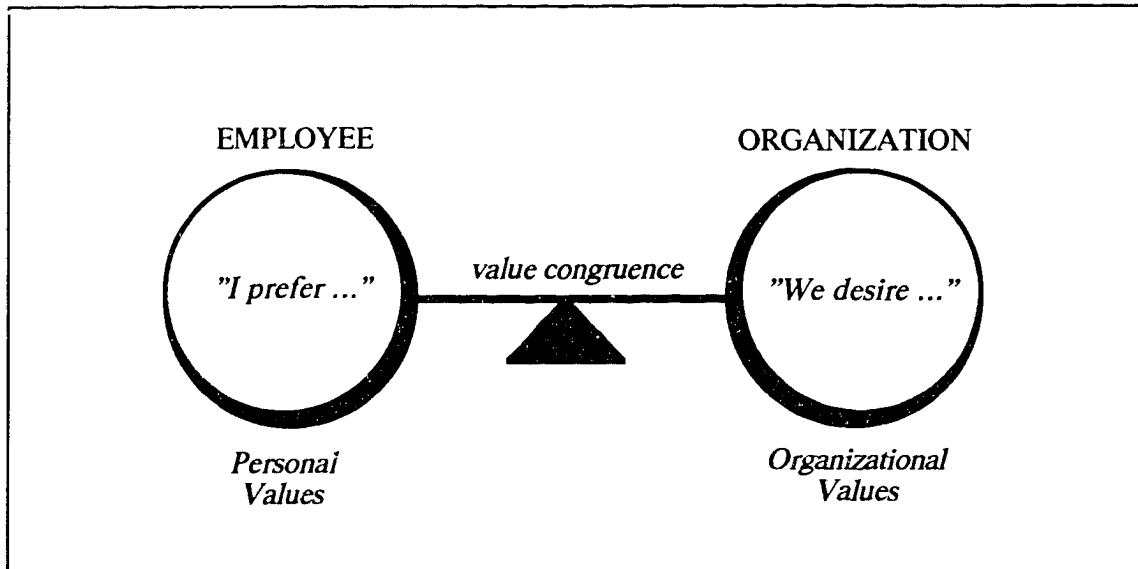 EMPLOYEE
"I prefer ..."
Personai
Values
value congruence
ORGANIZATION
"We desire ..."
Organizational
Values